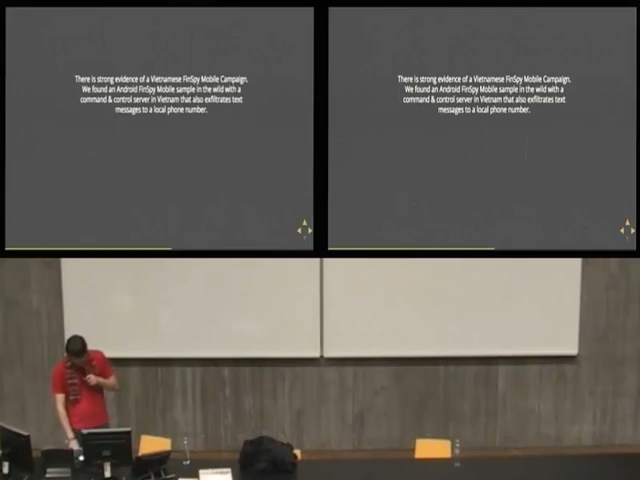 There is strong evidence of a Vietnamese FinSpy Mobile Campaign.
We found an Android FinSpy Mobile sample in the wild with a
command & control server in Vietnam that also exfiltrates text
messages to a local phone number.
There is strong evidence of a Vietnamese FinSpy Mobile Campaign.
We found an Android FinSpy Mobile sample in the wild with a
command & control server in Vietnam that also exfiltrates text
messages to a local phone number.